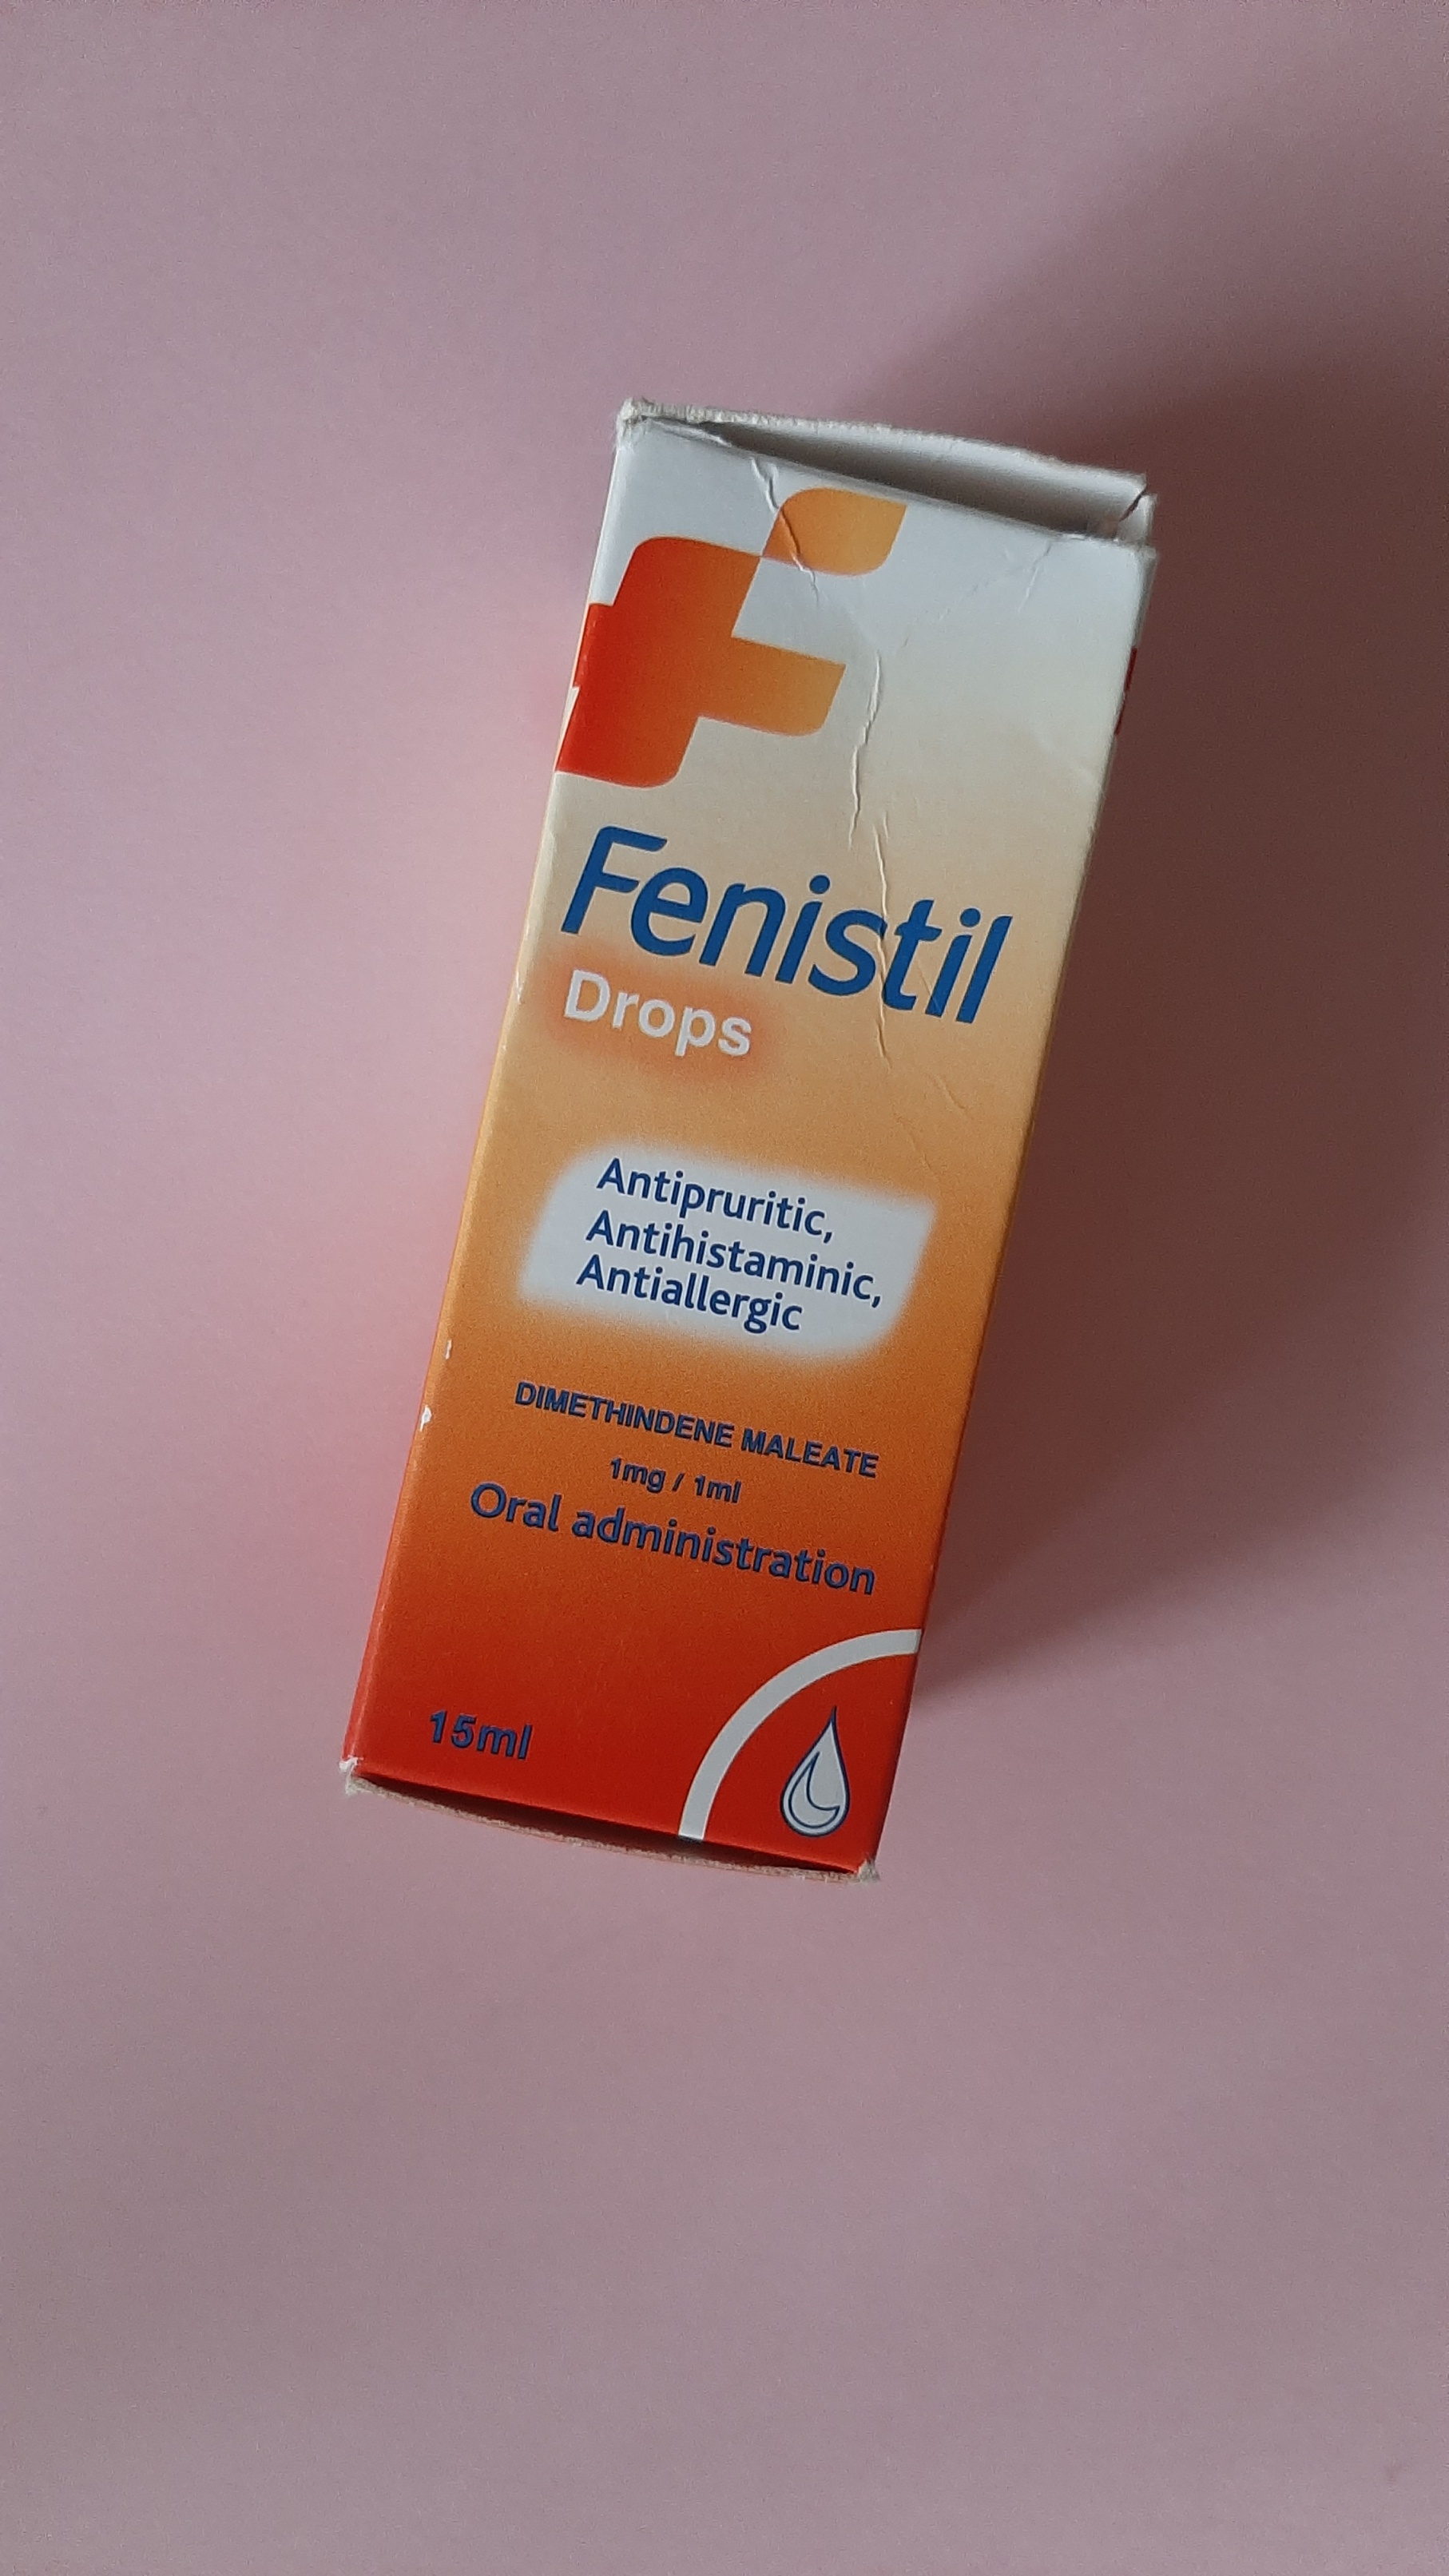 Fenistil
Drops
Antipruritic,
Antihistaminic,
Antiallergic
DIMETHINDENE MALEATE
1mg / 1ml
Oral administration
15ml